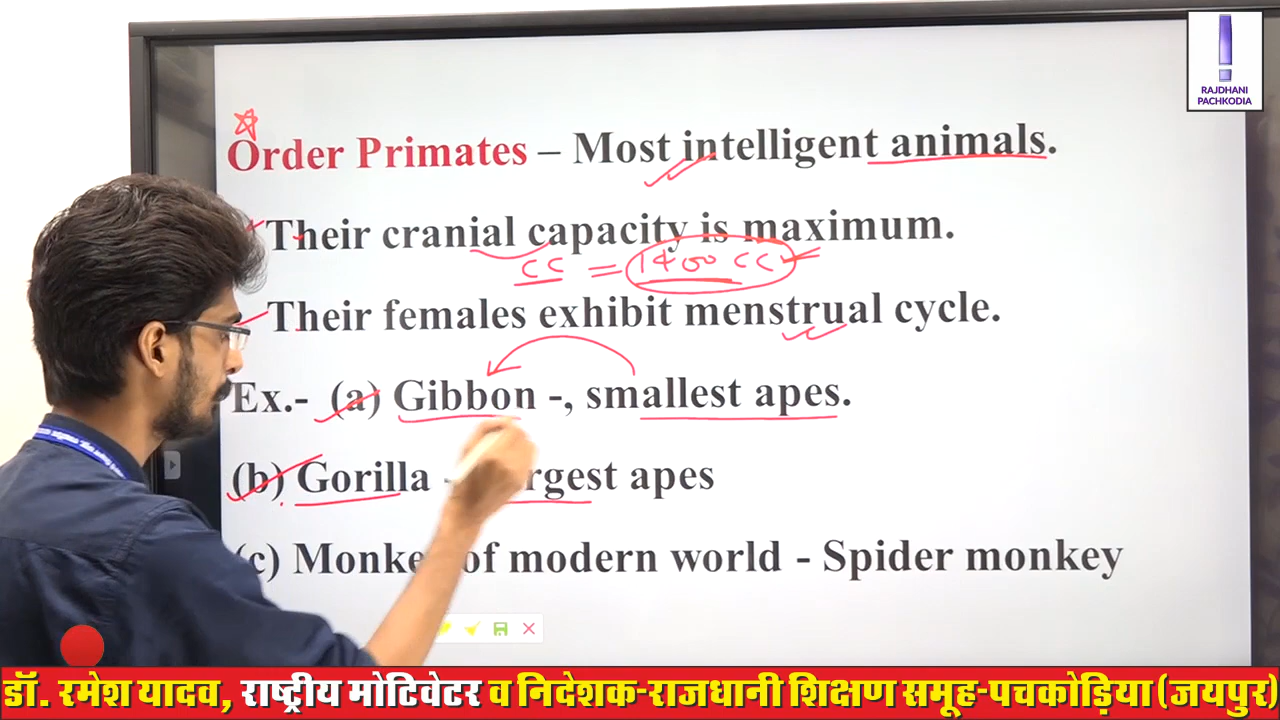 RAJDHANI
PACHKODIA
Order Primates – Most intelligent animals.
Their cranial capacity is maximum.
cc = 1400 cc
Their females exhibit menstrual cycle.
Ex.- (a) Gibbon -, smallest apes.
(b) Gorilla - apes
(c) of modern world - Spider monkey
डॉ. रमेश यादव, राष्ट्रीय मोटिवेटर व निदेशक-राजधानी शिक्षण समूह-पचकोड़िया (जयपुर)